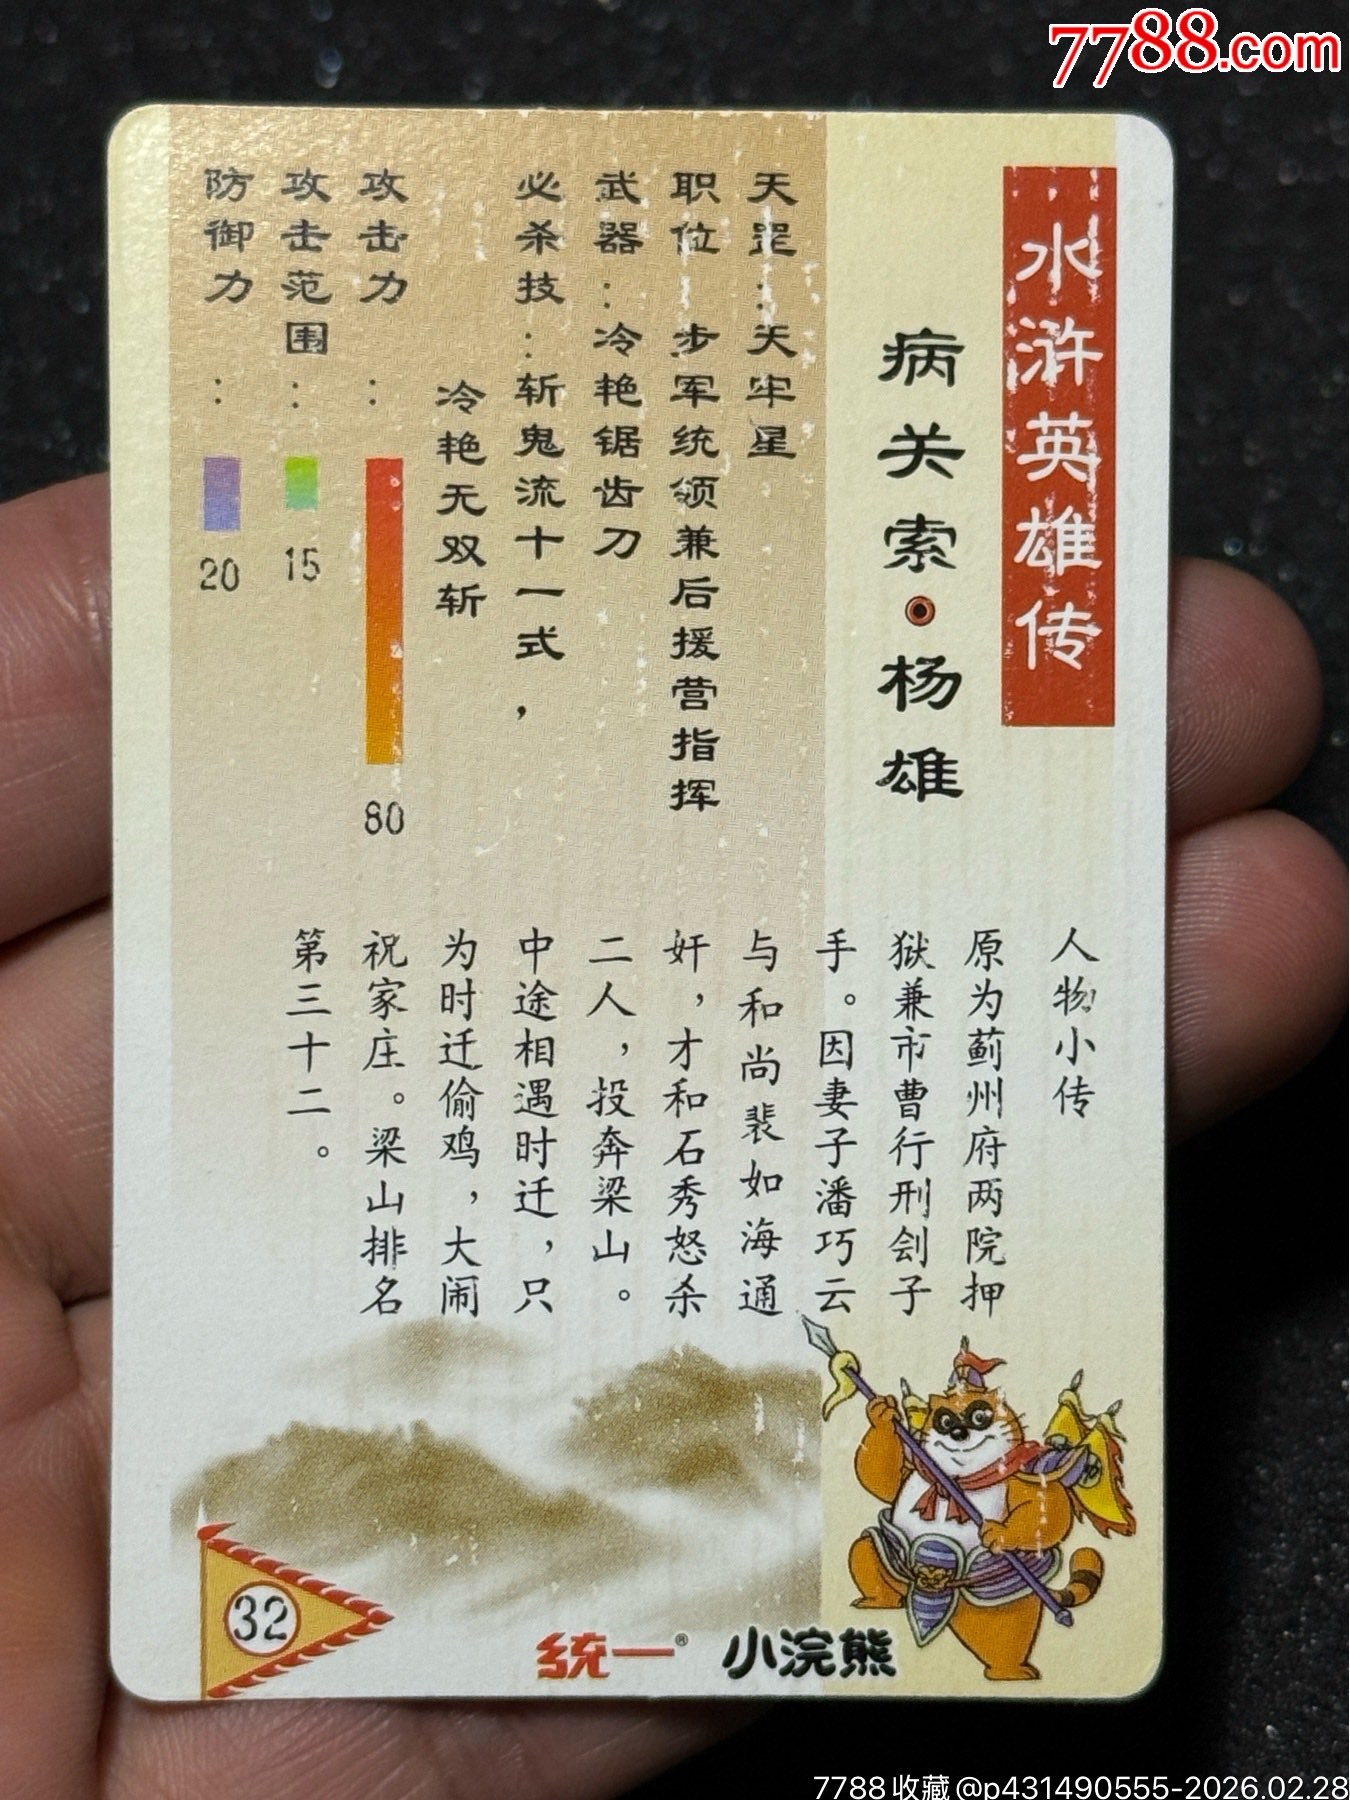 7788.com
水浒英雄传
病关索·杨雄
天罡：天牢星
职位：步军统领兼后援营指挥
武器：冷艳锯齿刀
必杀技：斩鬼流十一式，
冷艳无双斩
攻击力：80
攻击范围：15
防御力：20
人物小传
原为蓟州府两院押
狱兼市曹行刑刽子
手。因妻子潘巧云
与和尚裴如海通
奸，才和石秀怒杀
二人，投奔梁山。
中途相遇时迁，只
为时迁偷鸡，大闹
祝家庄。梁山排名
第三十二。
32
统一® 小浣熊
7788收藏@p431490555-2026.02.28